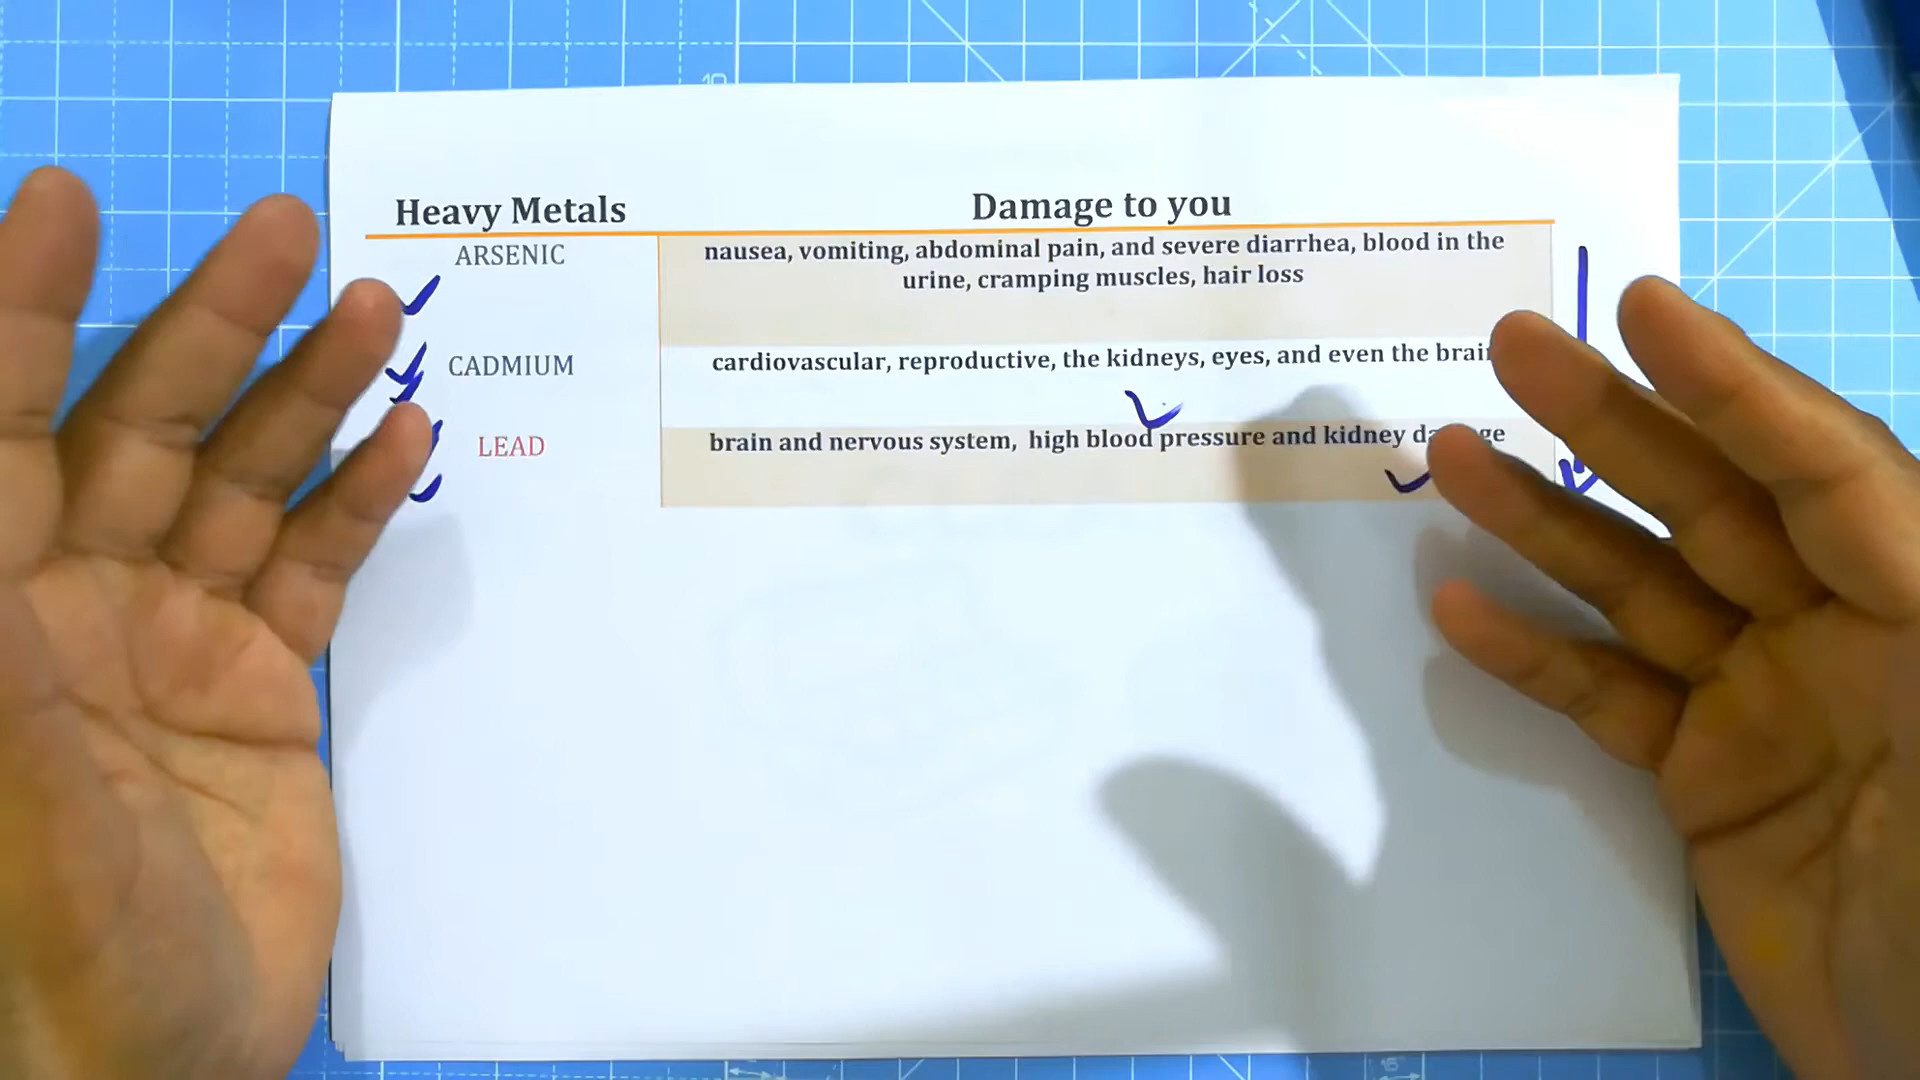 10
Heavy Metals
Damage to you
ARSENIC
nausea, vomiting, abdominal pain, and severe diarrhea, blood in the
urine, cramping muscles, hair loss
CADMIUM
cardiovascular, reproductive, the kidneys, eyes, and even the
LEAD
brain and nervous system, high blood pressure and kidney
15°